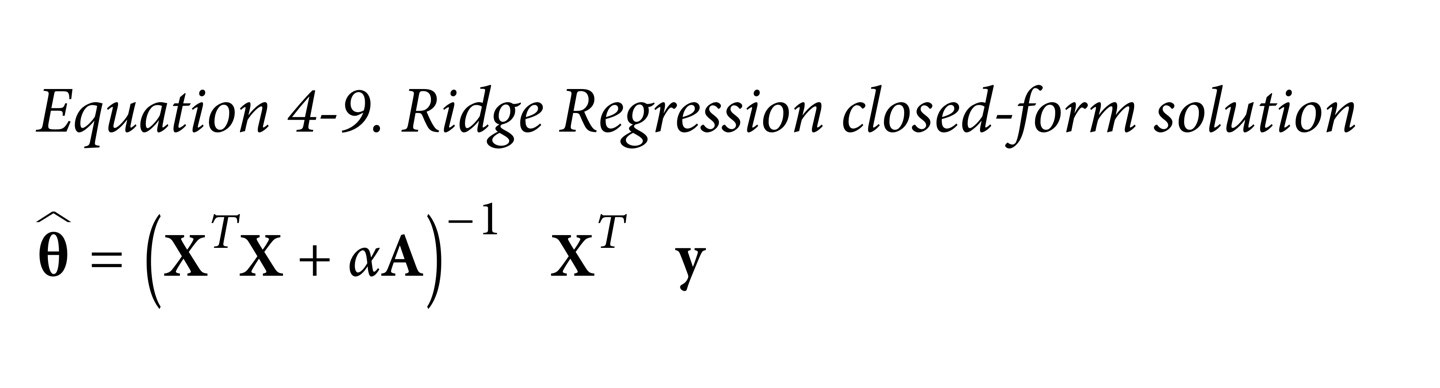 Equation 4-9. Ridge Regression closed-form solution
θ̂ = (XᵀX + αA)⁻¹ Xᵀ y